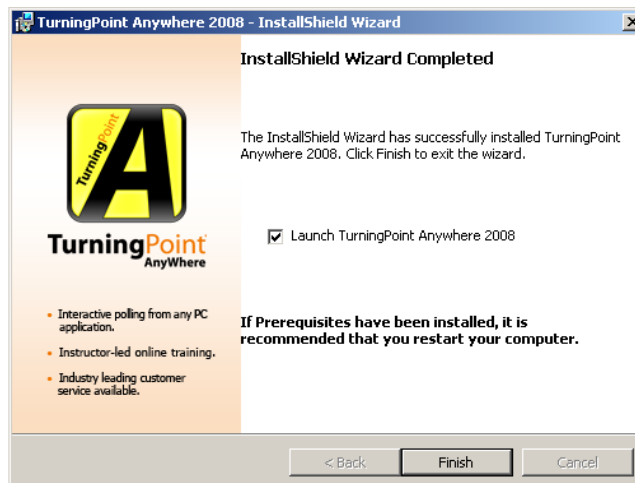 TurningPoint Anywhere 2008 - InstallShield Wizard
InstallShield Wizard Completed
The InstallShield Wizard has successfully installed TurningPoint
Anywhere 2008. Click Finish to exit the wizard.
Launch TurningPoint Anywhere 2008
If Prerequisites have been installed, it is
recommended that you restart your computer.
TurningPoint
A
TurningPoint
AnyWhere
• Interactive polling from any PC
application.
• Instructor-led online training.
• Industry leading customer
service available.
< Back
Finish
Cancel